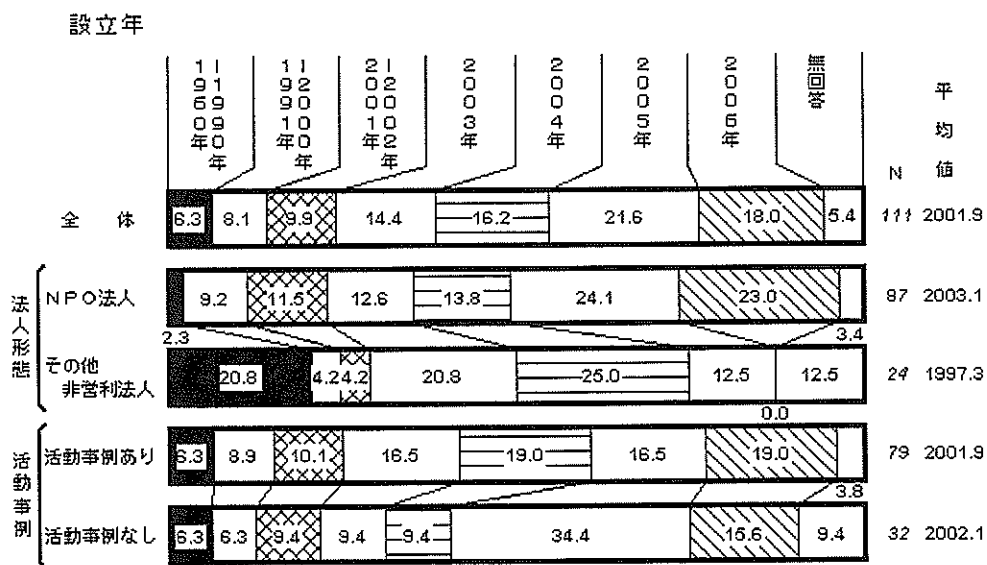 設立年
1960年
～1990年
1991年
～2000年
2001年
～2002年
2003年
2004年
2005年
2006年
無回答
N
平均値
全 体
6.3
8.1
9.9
14.4
16.2
21.6
18.0
5.4
111
2001.9
法人形態
NPO法人
9.2
11.5
12.6
13.8
24.1
23.0
87
2003.1
2.3
3.4
その他
非営利法人
20.8
4.2
4.2
20.8
25.0
12.5
12.5
24
1997.3
0.0
活動事例
活動事例あり
6.3
8.9
10.1
16.5
19.0
16.5
19.0
79
2001.9
3.8
活動事例なし
6.3
6.3
9.4
9.4
9.4
34.4
15.6
9.4
32
2002.1